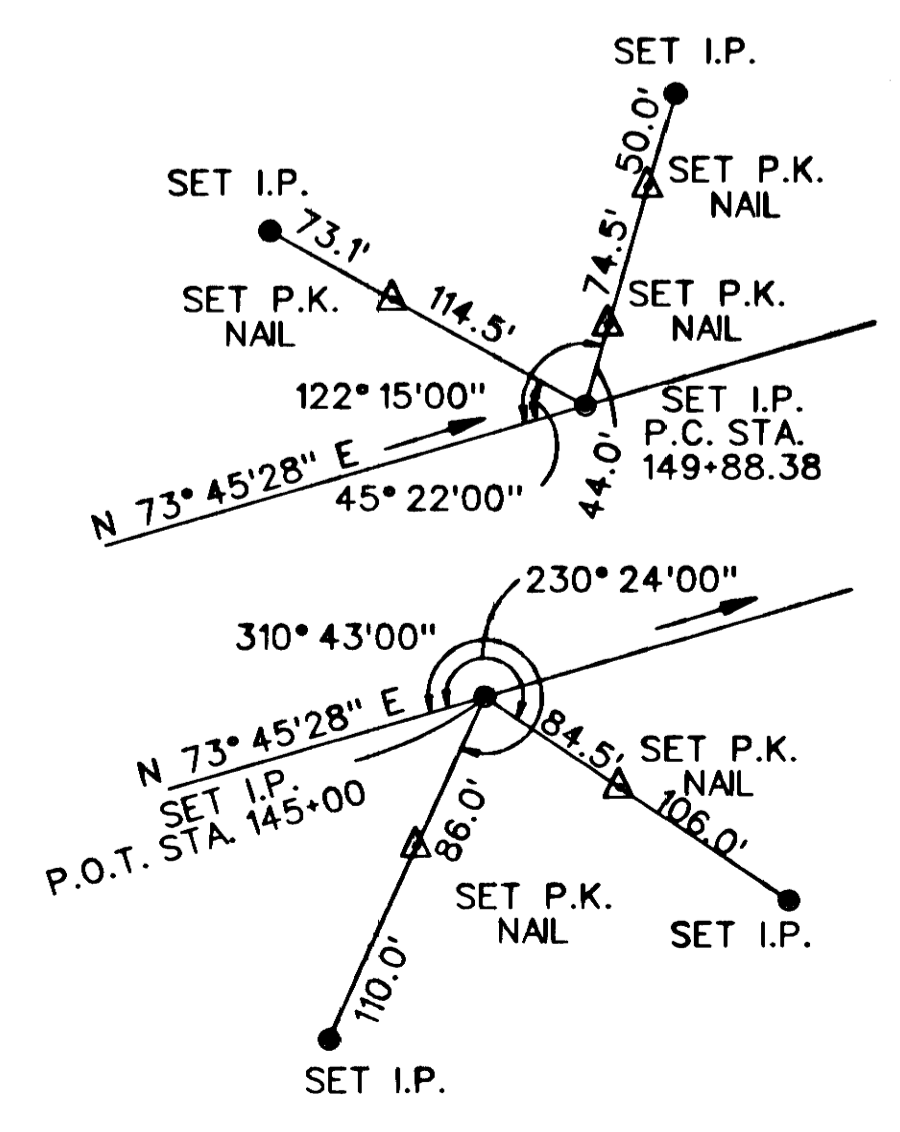 SET I.P.
50.0'
SET P.K.
NAIL
SET I.P.
73.1'
74.5'
SET P.K.
NAIL
114.5'
SET P.K.
NAIL
122° 15'00"
SET I.P.
P.C. STA.
149+88.38
N 73° 45'28" E
45° 22'00"
44.0'
230° 24'00"
310° 43'00"
N 73° 45'28" E
84.5'
SET P.K.
NAIL
SET I.P.
P.O.T. STA. 145+00
86.0'
106.0'
SET P.K.
NAIL
SET I.P.
110.0'
SET I.P.